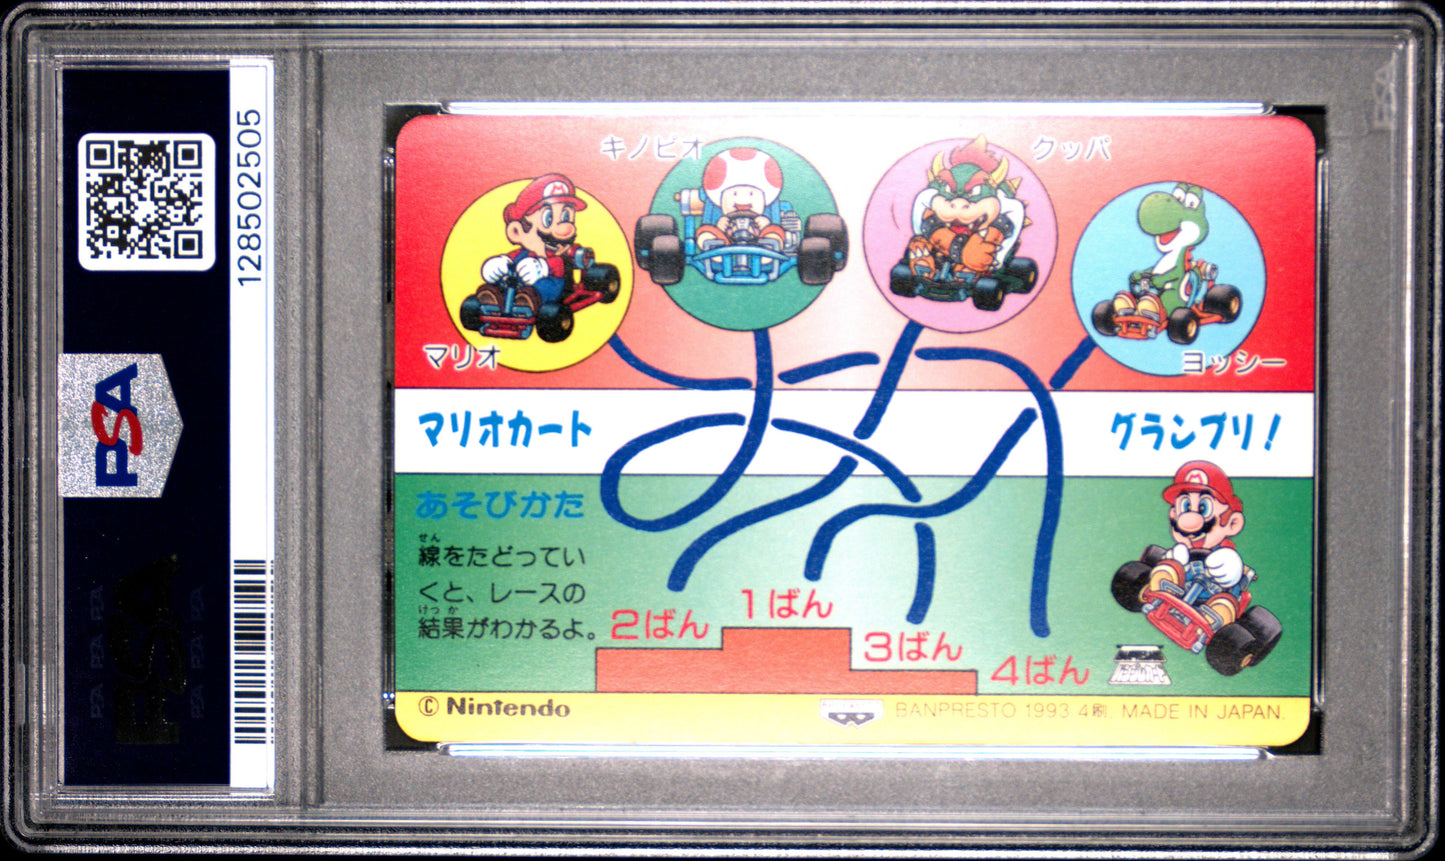 128502505
PSA
キノピオ
クッパ
マリオ
ヨッシー
マリオカート
グランプリ!
あそびかた
せん
線をたどってい
くと、レースの
けっか
結果がわかるよ。
2ばん
1ばん
3ばん
4ばん
© Nintendo
BANPRESTO 1993 4刷. MADE IN JAPAN.